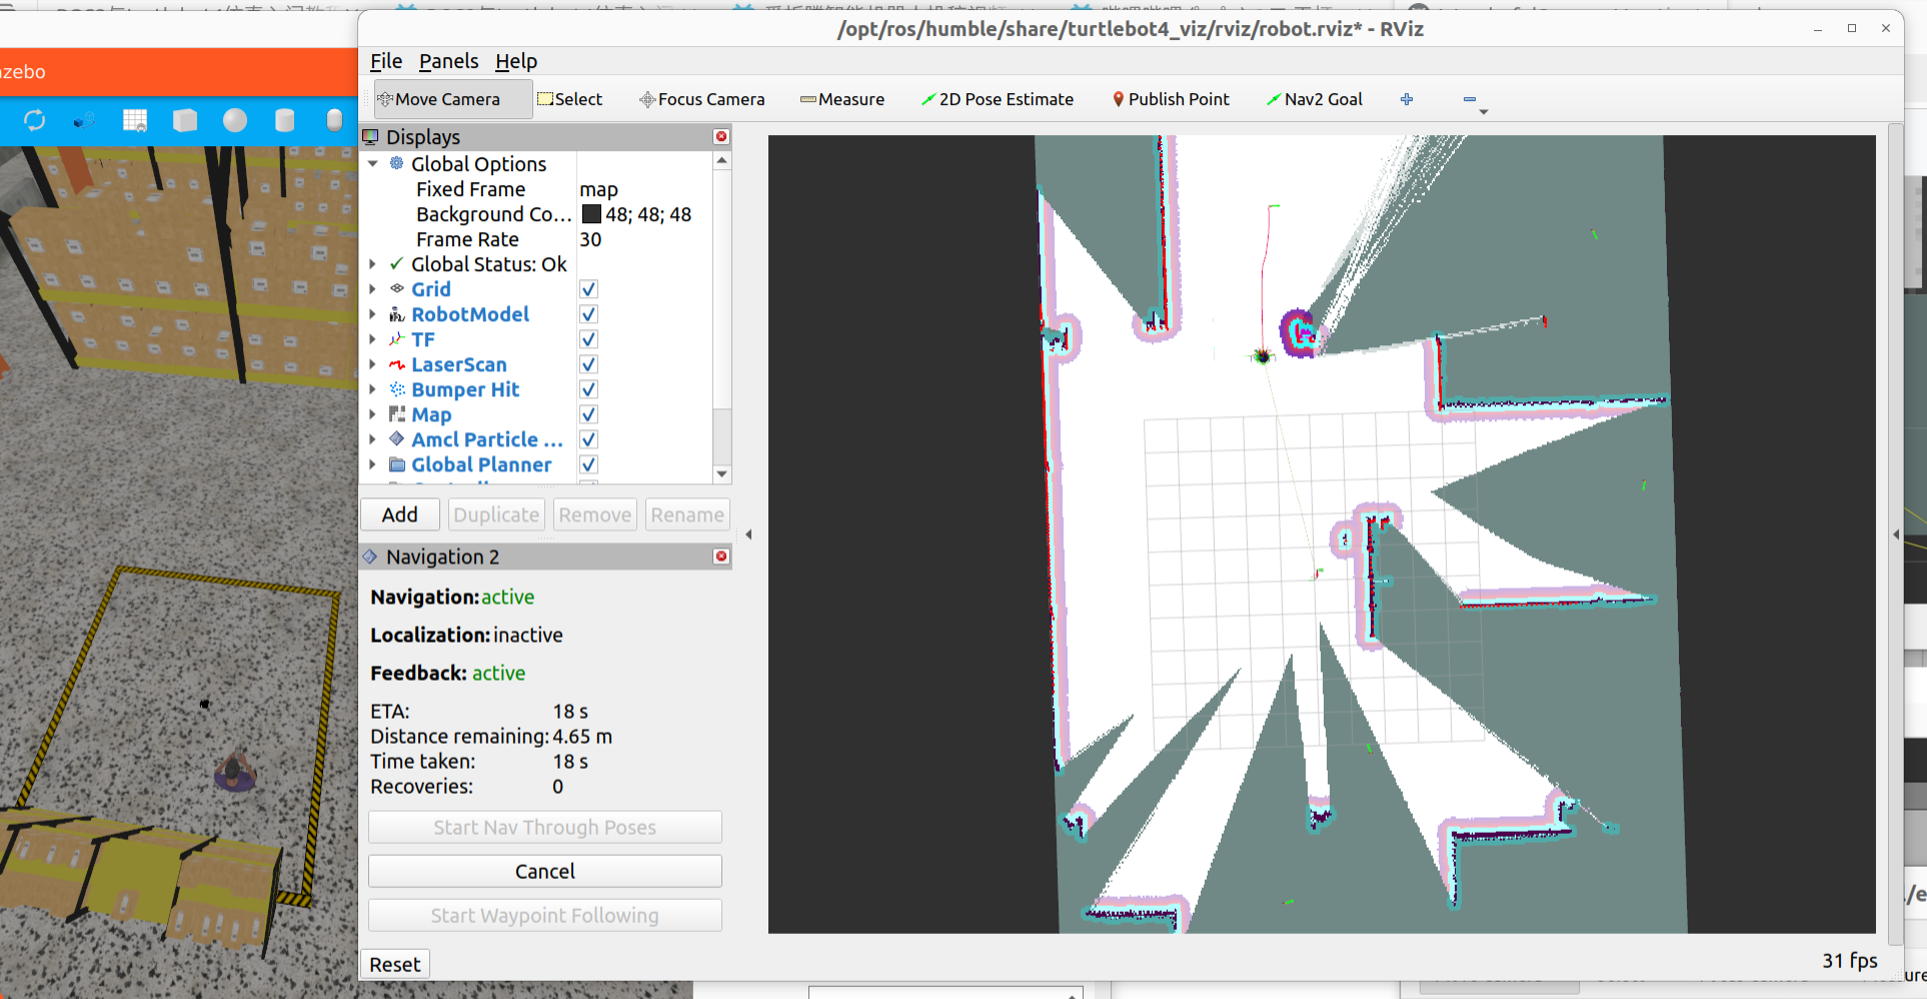 /opt/ros/humble/share/turtlebot4_viz/rviz/robot.rviz* - RViz
File Panels Help
azebo
Move Camera Select Focus Camera Measure 2D Pose Estimate Publish Point Nav2 Goal
Displays
Global Options
Fixed Frame map
Background Co... 48; 48; 48
Frame Rate 30
Global Status: Ok
Grid
RobotModel
TF
LaserScan
Bumper Hit
Map
Amcl Particle ...
Global Planner
Add Duplicate Remove Rename
Navigation 2
Navigation: active
Localization: inactive
Feedback: active
ETA: 18 s
Distance remaining: 4.65 m
Time taken: 18 s
Recoveries: 0
Start Nav Through Poses
Cancel
Start Waypoint Following
Reset
31 fps